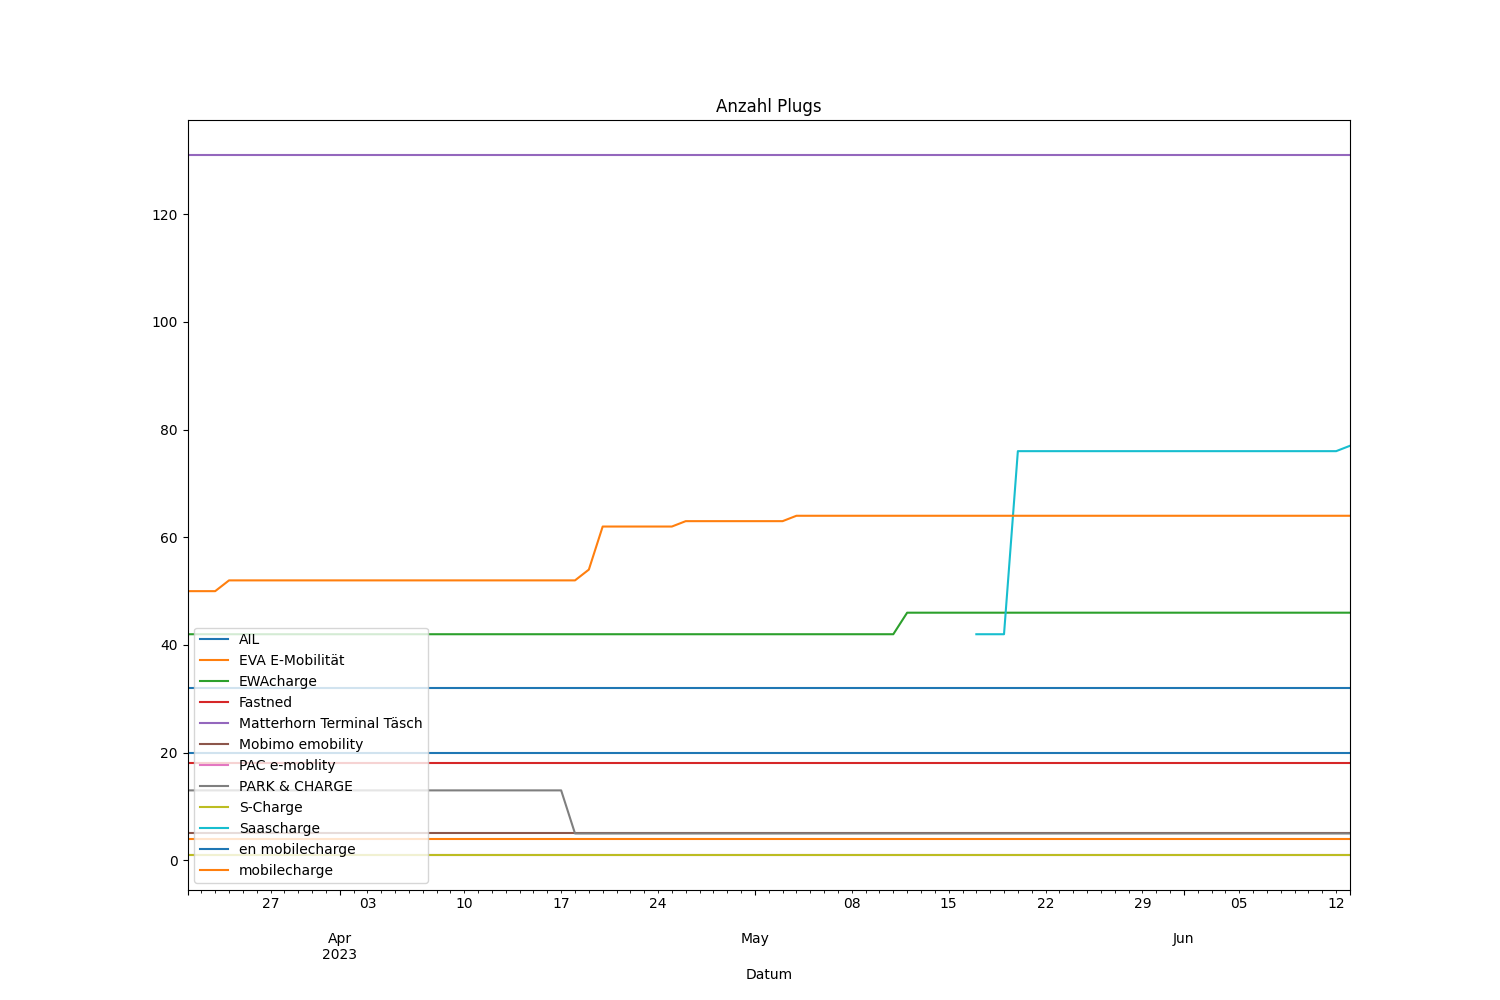 Anzahl Plugs
120
100
80
60
40
20
0
AIL
EVA E-Mobilität
EWAcharge
Fastned
Matterhorn Terminal Täsch
Mobimo emobility
PAC e-moblity
PARK & CHARGE
S-Charge
Saascharge
en mobilecharge
mobilecharge
27 03 10 17 24 08 15 22 29 05 12
Apr May Jun
2023
Datum